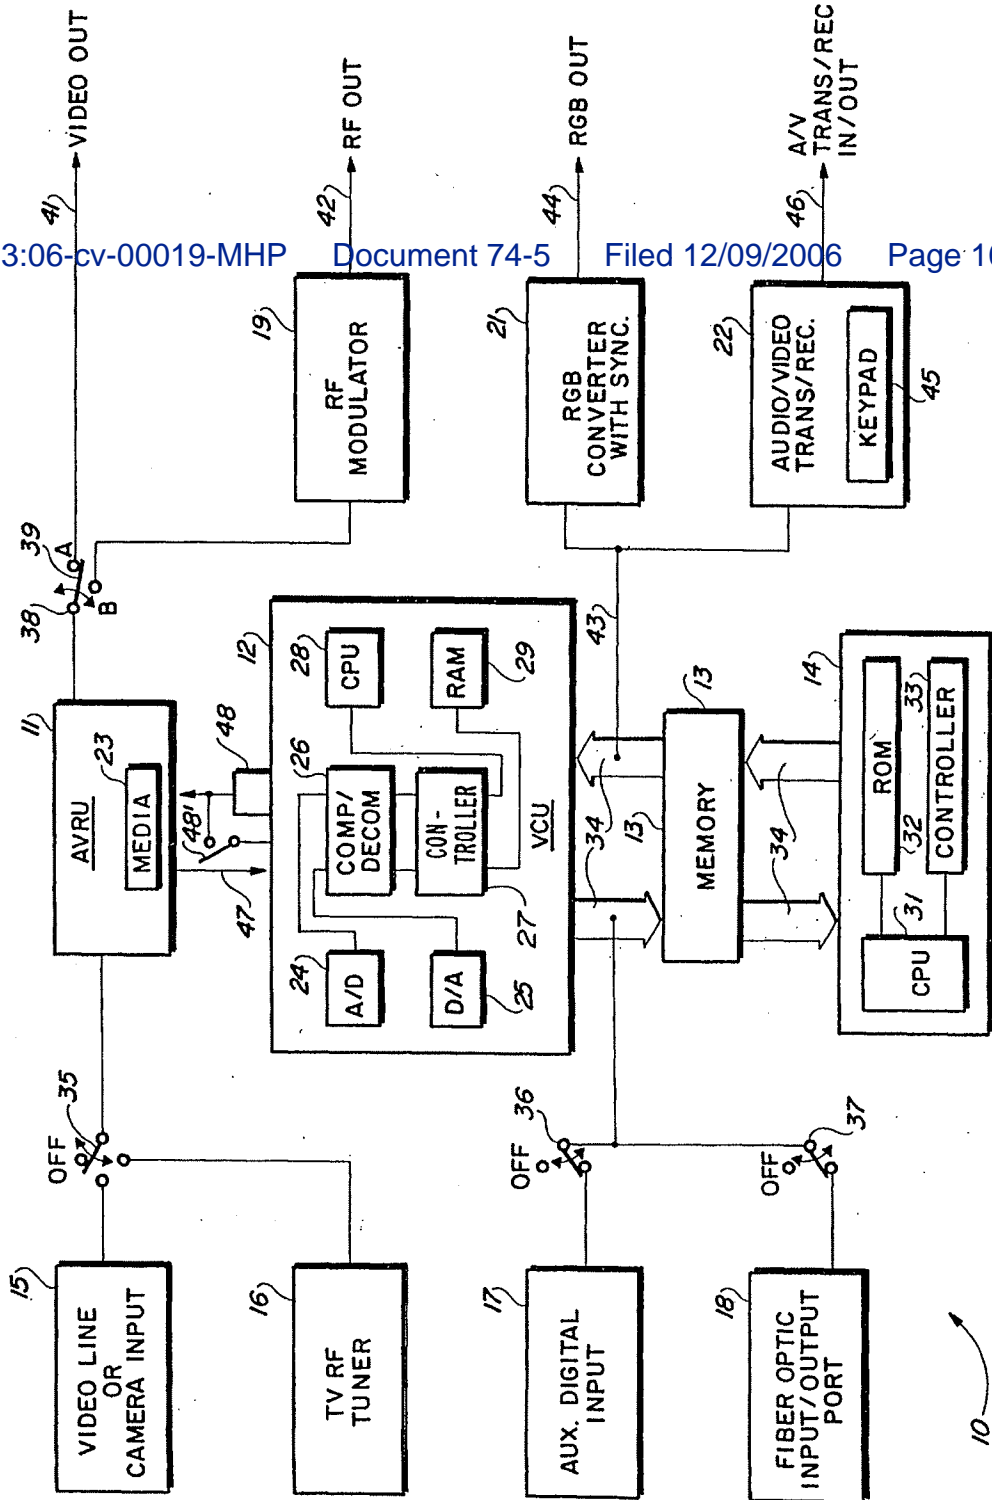 3:06-cv-00019-MHP Document 74-5 Filed 12/09/2006 Page 10
15
VIDEO LINE
OR
CAMERA INPUT
16
TV RF
TUNER
17
AUX. DIGITAL
INPUT
18
FIBER OPTIC
INPUT/OUTPUT
PORT
10
OFF
35
OFF
36
OFF
37
11
AVRU
23
MEDIA
47
48'
48
12
24
A/D
D/A
25
26
COMP/
DECOM
CON-
TROLLER
27
28
CPU
RAM
29
VCU
34
34
43
13
MEMORY
13
34
34
14
31
CPU
ROM
32
33
CONTROLLER
38
39
A
B
41
VIDEO OUT
19
RF
MODULATOR
42
RF OUT
21
RGB
CONVERTER
WITH SYNC.
44
RGB OUT
22
AUDIO/VIDEO
TRANS/REC.
KEYPAD
45
46
A/V
TRANS/REC
IN/OUT